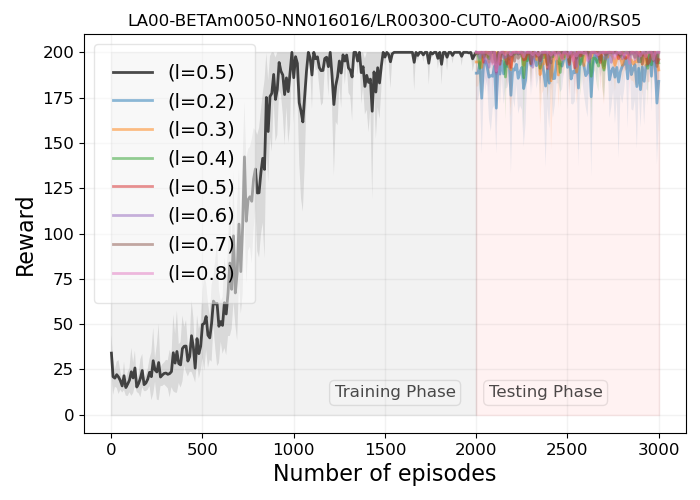 LA00-BETAm0050-NN016016/LR00300-CUT0-Ao00-Ai00/RS05
200
175
150
125
100
75
50
25
0
Reward
(l=0.5)
(l=0.2)
(l=0.3)
(l=0.4)
(l=0.5)
(l=0.6)
(l=0.7)
(l=0.8)
Training Phase
Testing Phase
0
500
1000
1500
2000
2500
3000
Number of episodes